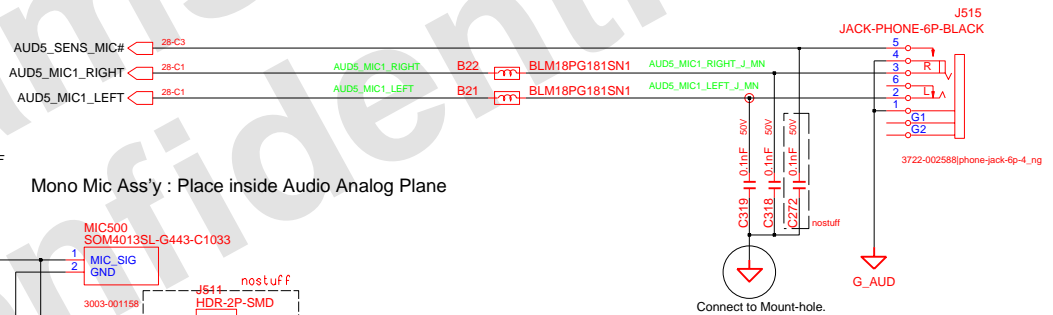 J515
JACK-PHONE-6P-BLACK
AUD5_SENS_MIC# 28-C3
AUD5_MIC1_RIGHT 28-C1 AUD5_MIC1_RIGHT B22 BLM18PG181SN1 AUD5_MIC1_RIGHT_J_MN
AUD5_MIC1_LEFT 28-C1 AUD5_MIC1_LEFT B21 BLM18PG181SN1 AUD5_MIC1_LEFT_J_MN
5
4
3 R
6
2 L
1
G1
G2
3722-002588|phone-jack-6p-4_ng
C319 0.1nF 50V
C318 0.1nF 50V
C272 0.1nF 50V
nostuff
G_AUD
Connect to Mount-hole.
F
Mono Mic Ass'y : Place inside Audio Analog Plane
MIC500
SOM4013SL-G443-C1033
1 MIC_SIG
2 GND
3003-001158
nostuff
J511
HDR-2P-SMD
onfident